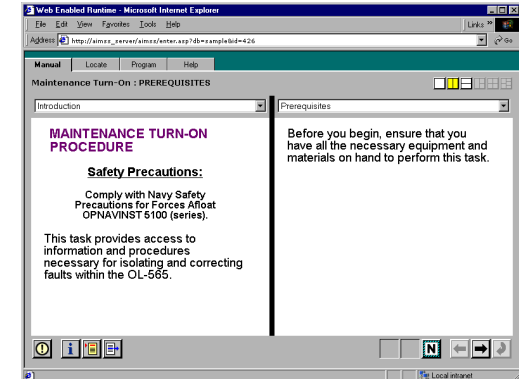 Web Enabled Runtime - Microsoft Internet Explorer
File Edit View Favorites Tools Help
Links »
Address http://aimss_server/aimss/enter.asp?db=sample&id=426
Go
Manual Locate Program Help
Maintenance Turn-On : PREREQUISITES
Introduction
Prerequisites
MAINTENANCE TURN-ON
PROCEDURE
Safety Precautions:
Comply with Navy Safety
Precautions for Forces Afloat
OPNAVINST 5100 (series).
This task provides access to
information and procedures
necessary for isolating and correcting
faults within the OL-565.
Before you begin, ensure that you
have all the necessary equipment and
materials on hand to perform this task.
N
Local intranet